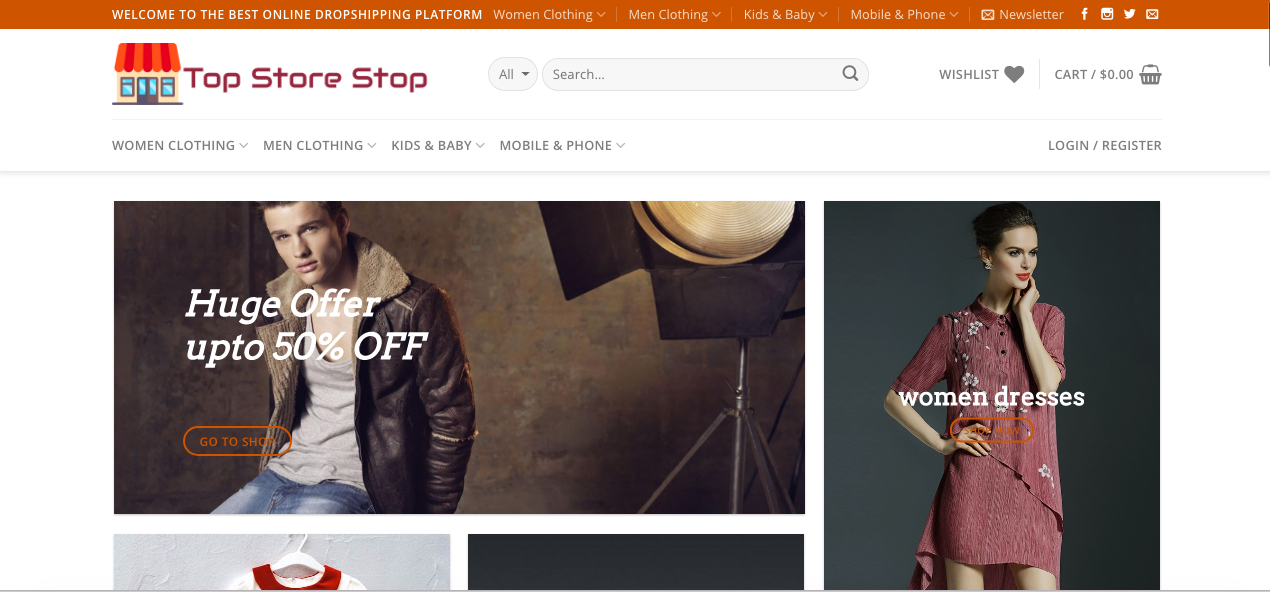 WELCOME TO THE BEST ONLINE DROPSHIPPING PLATFORM Women Clothing Men Clothing Kids & Baby Mobile & Phone Newsletter
Top Store Stop
All Search... WISHLIST CART / $0.00
WOMEN CLOTHING MEN CLOTHING KIDS & BABY MOBILE & PHONE LOGIN / REGISTER
Huge Offer
upto 50% OFF
GO TO SHOP
women dresses